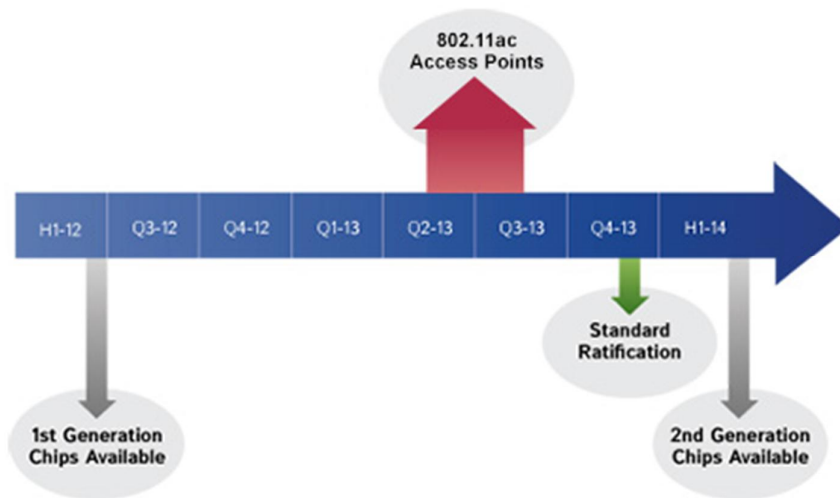 802.11ac
Access Points
H1-12 Q3-12 Q4-12 Q1-13 Q2-13 Q3-13 Q4-13 H1-14
Standard
Ratification
1st Generation
Chips Available
2nd Generation
Chips Available